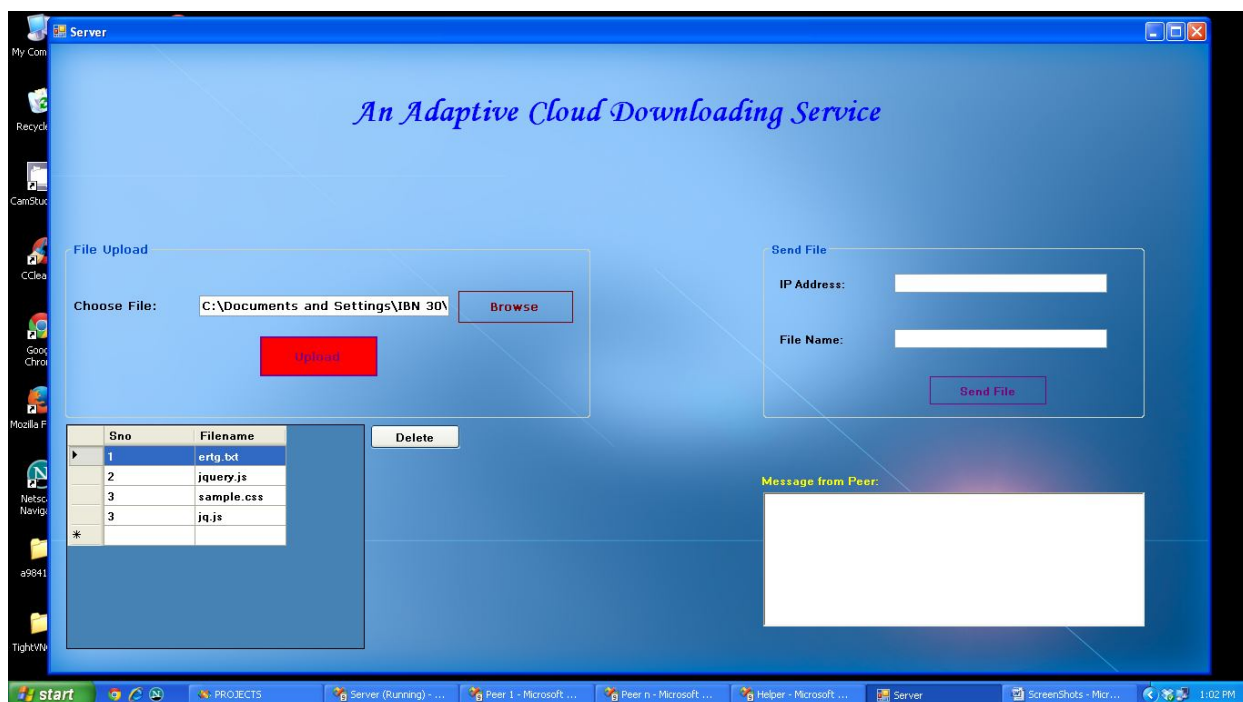 Server
My Com
Recycle
CamStud
CClea
Goog
Chro
Mozilla F
Netsc
Naviga
a9841
TightVN
An Adaptive Cloud Downloading Service
File Upload
Choose File: C:\Documents and Settings\IBN 30\ Browse
Upload
Send File
IP Address:
File Name:
Send File
Sno Filename
1 ertg.txt
2 jquery.js
3 sample.css
3 jq.js
Delete
Message from Peer:
start PROJECTS Server (Running) - ... Peer 1 - Microsoft ... Peer n - Microsoft ... Helper - Microsoft ... Server ScreenShots - Micr... 1:02 PM